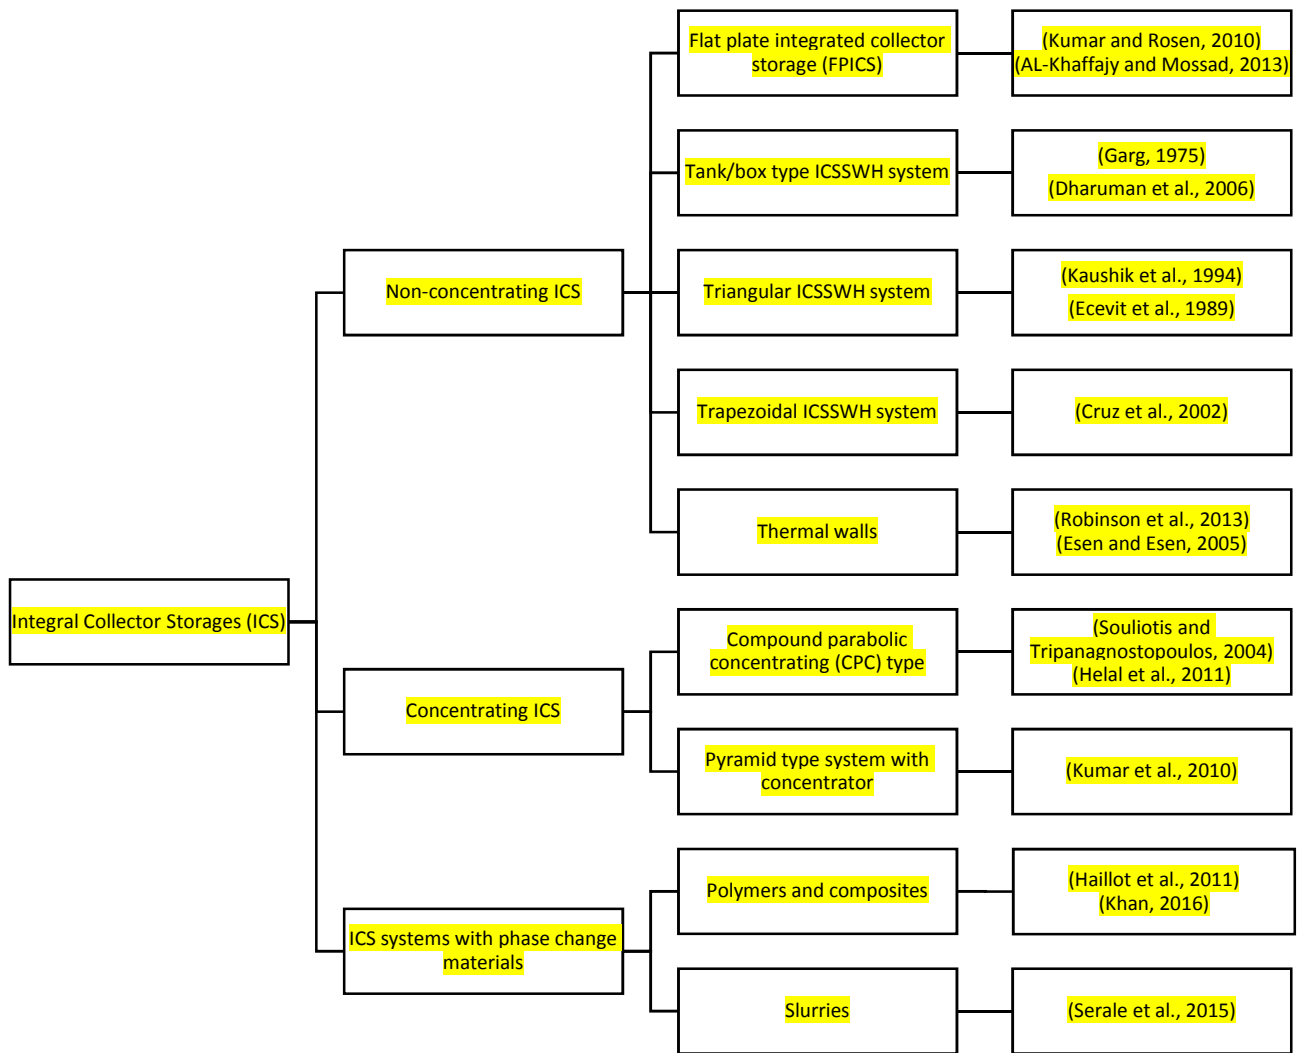 Flat plate integrated collector
storage (FPICS)
(Kumar and Rosen, 2010)
(AL-Khaffajy and Mossad, 2013)
Tank/box type ICSSWH system
(Garg, 1975)
(Dharuman et al., 2006)
Non-concentrating ICS
Triangular ICSSWH system
(Kaushik et al., 1994)
(Ecevit et al., 1989)
Trapezoidal ICSSWH system
(Cruz et al., 2002)
Thermal walls
(Robinson et al., 2013)
(Esen and Esen, 2005)
Integral Collector Storages (ICS)
Compound parabolic
concentrating (CPC) type
(Souliotis and
Tripanagnostopoulos, 2004)
(Helal et al., 2011)
Concentrating ICS
Pyramid type system with
concentrator
(Kumar et al., 2010)
Polymers and composites
(Haillot et al., 2011)
(Khan, 2016)
ICS systems with phase change
materials
Slurries
(Serale et al., 2015)